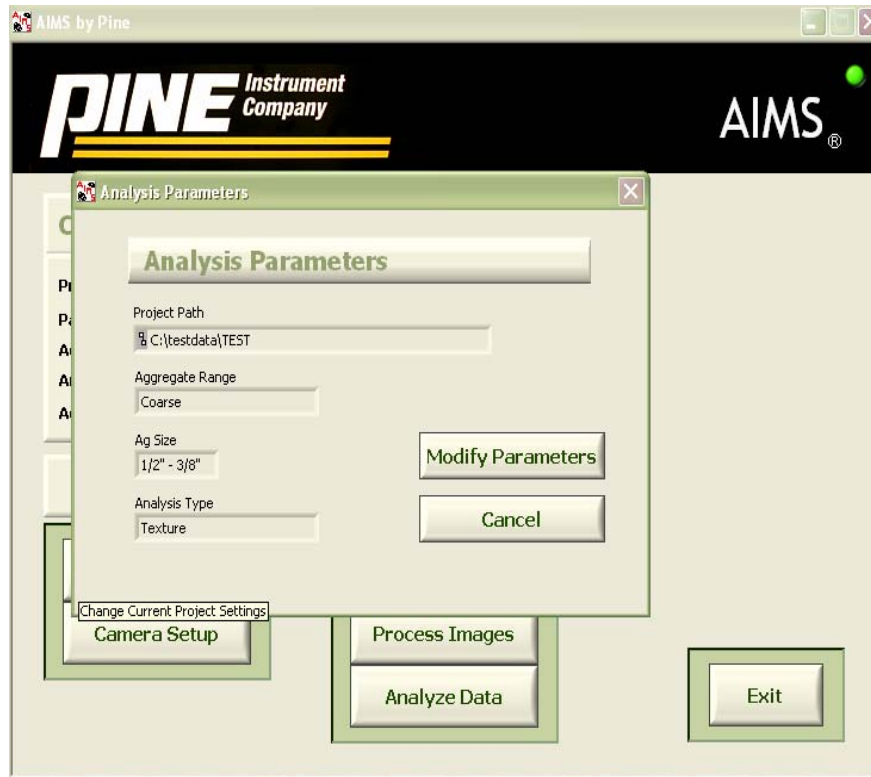 AIMS by Pine
PINE Instrument
Company
AIMS®
Analysis Parameters
Analysis Parameters
Project Path
C:\testdata\TEST
Aggregate Range
Coarse
Ag Size
1/2" - 3/8"
Modify Parameters
Analysis Type
Texture
Cancel
Change Current Project Settings
Camera Setup
Process Images
Analyze Data
Exit